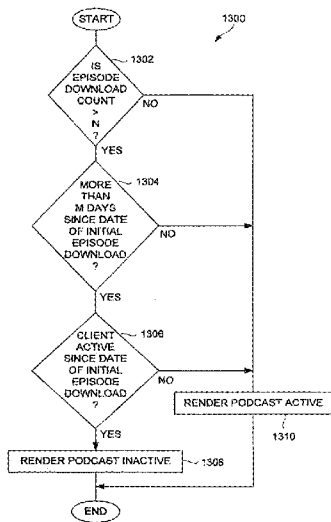 START
1300
1302
IS
EPISODE
DOWNLOAD
COUNT
>
N
?
NO
YES
1304
MORE
THAN
M DAYS
SINCE DATE
OF INITIAL
EPISODE
DOWNLOAD
?
NO
YES
1306
CLIENT
ACTIVE
SINCE DATE
OF INITIAL
EPISODE
DOWNLOAD
?
NO
YES
RENDER PODCAST ACTIVE
1310
RENDER PODCAST INACTIVE
1308
END